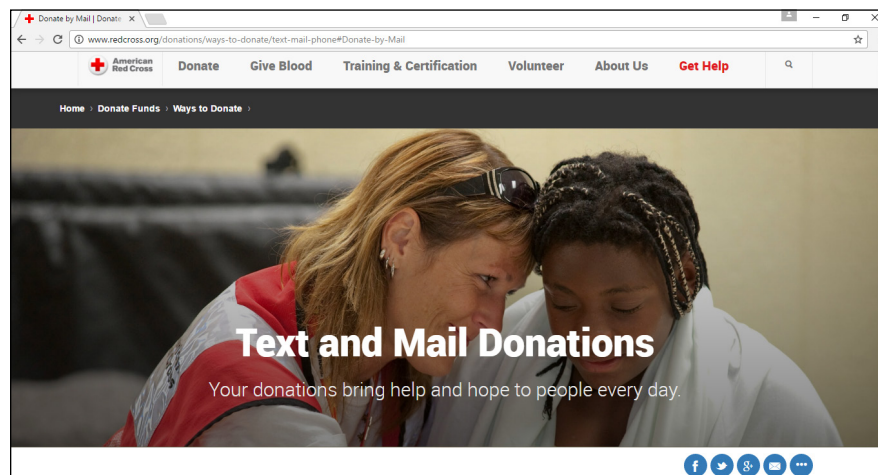 Donate by Mail | Donate
www.redcross.org/donations/ways-to-donate/text-mail-phone#Donate-by-Mail
American
Red Cross
Donate Give Blood Training & Certification Volunteer About Us Get Help
Home › Donate Funds › Ways to Donate ›
Text and Mail Donations
Your donations bring help and hope to people every day.